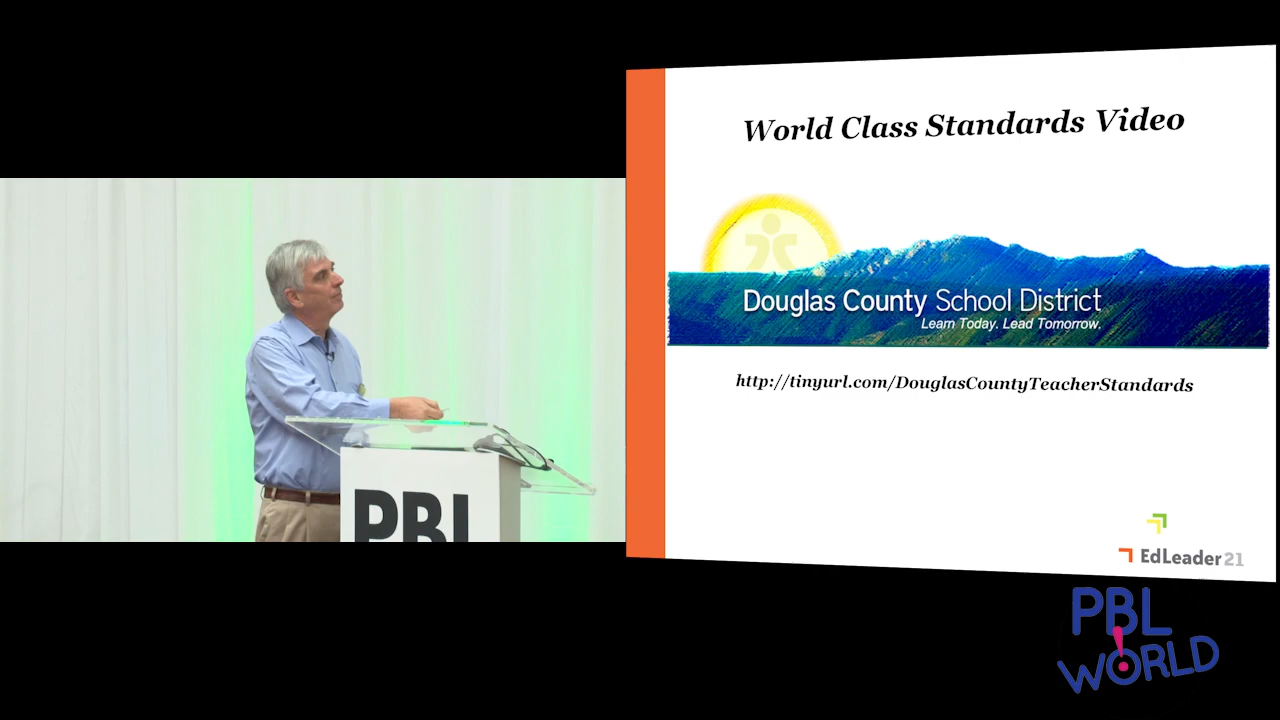 World Class Standards Video
Douglas County School District
Learn Today. Lead Tomorrow.
http://tinyurl.com/DouglasCountyTeacherStandards
EdLeader21
PBL
PBL
WORLD